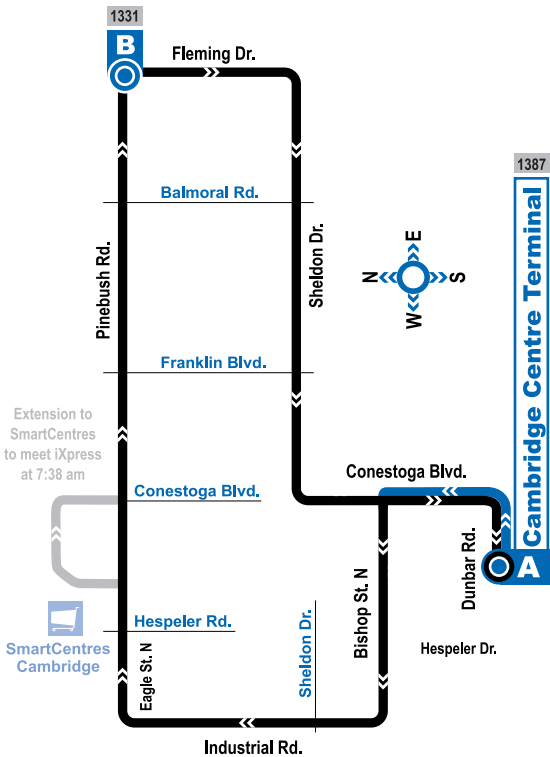 1331
B
Fleming Dr.
1387
Cambridge Centre Terminal
Balmoral Rd.
Pinebush Rd.
Sheldon Dr.
N
E
S
W
Franklin Blvd.
Extension to
SmartCentres
to meet iXpress
at 7:38 am
Conestoga Blvd.
Conestoga Blvd.
Dunbar Rd.
A
Bishop St. N
Hespeler Rd.
Sheldon Dr.
Hespeler Dr.
SmartCentres
Cambridge
Eagle St. N
Industrial Rd.